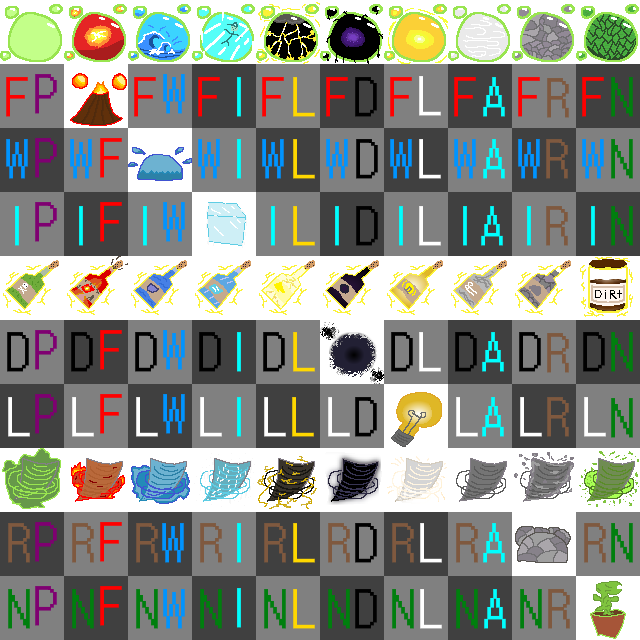 FP FW FI FL FD FL FA FR FN
WP WF WI WL WD WL WA WR WN
IP IF IW IL ID IL IA IR IN
DiRt
DP DF DW DI DL DL DA DR DN
LP LF LW LI LL LD LA LR LN
RP RF RW RI RL RD RL RA RN
NP NF NW NI NL ND NL NA NR